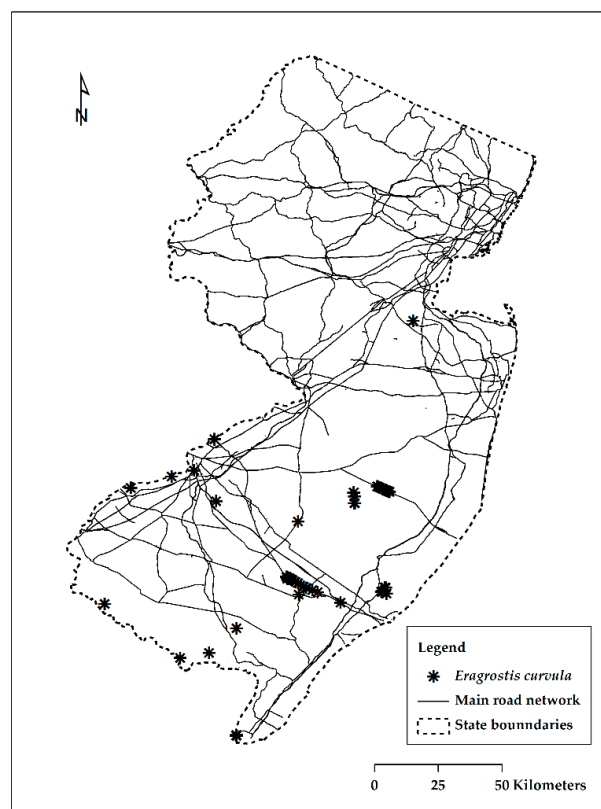 N
Legend
Eragrostis curvula
Main road network
State bounndaries
0 25 50 Kilometers